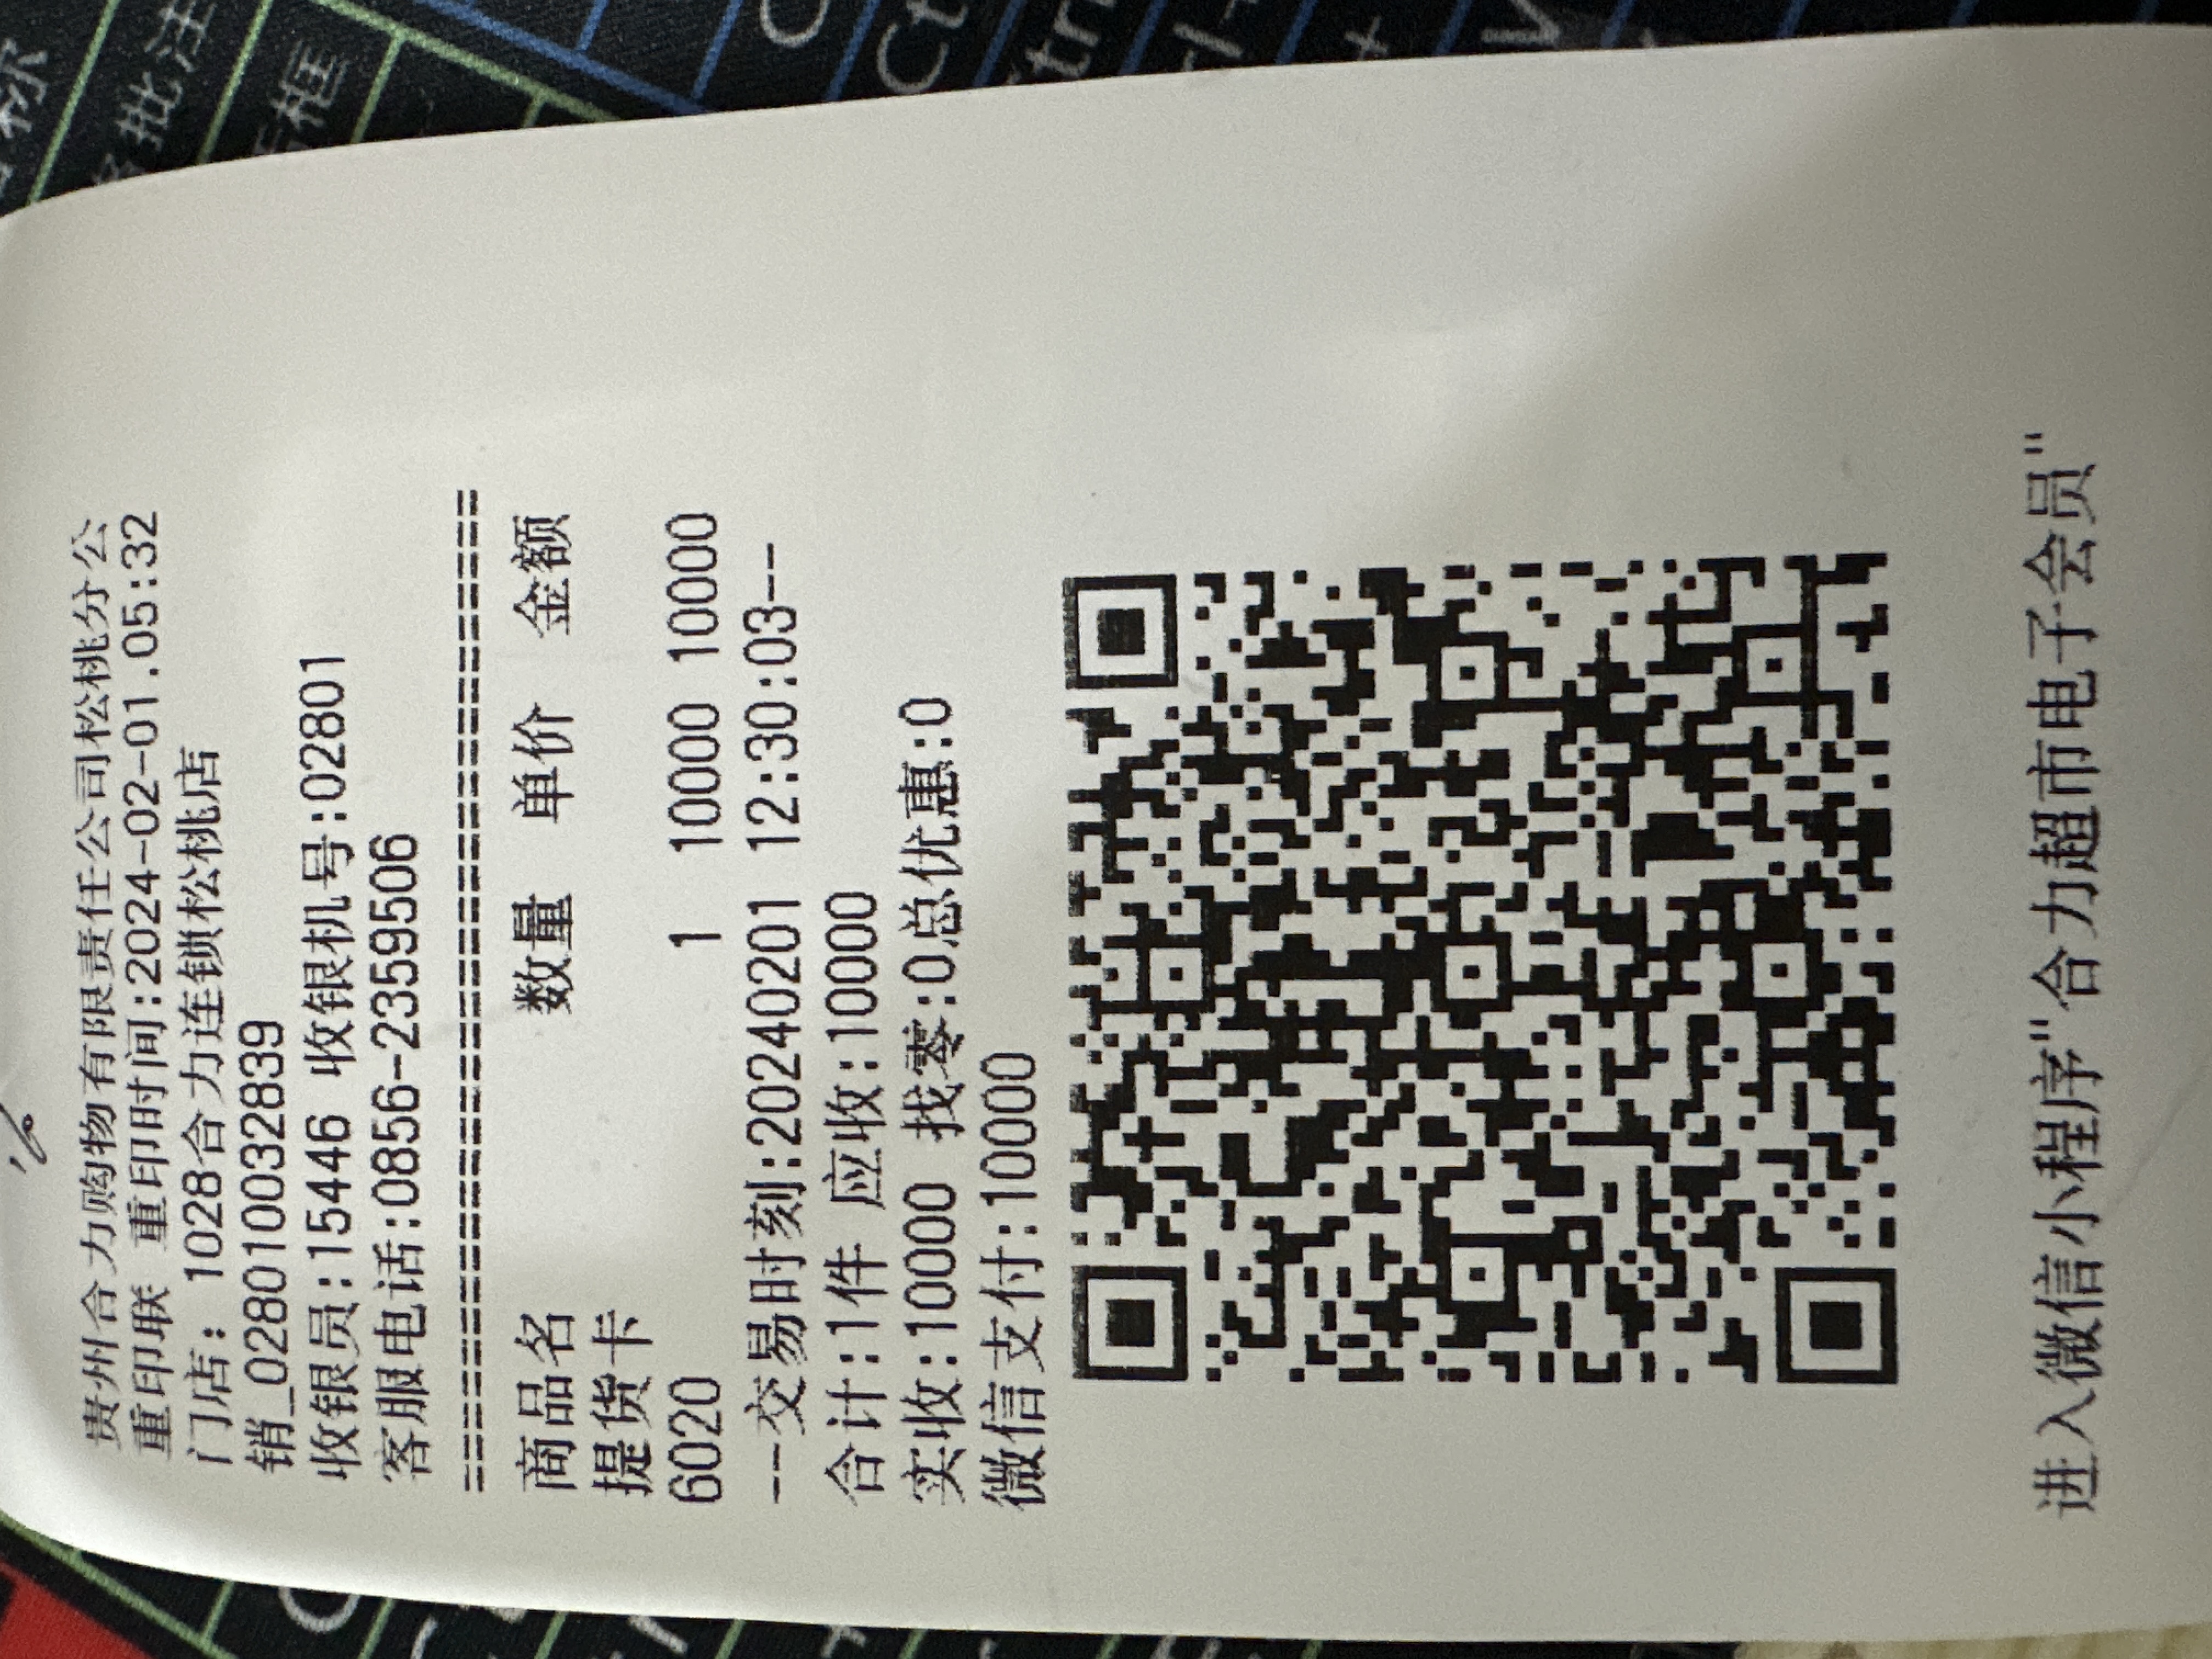 贵州合力购物有限责任公司松桃分公
重印联 重印时间:2024-02-01.05:32
门店: 1028合力连锁松桃店
销_028010032839
收银员:15446 收银机号:02801
客服电话:0856-2359506
================================
商品名 数量 单价 金额
提货卡
6020 1 10000 10000
--交易时刻:20240201 12:30:03--
合计:1件 应收:10000
实收:10000 找零:0总优惠:0
微信支付:10000
进入微信小程序"合力超市电子会员"
批注
框